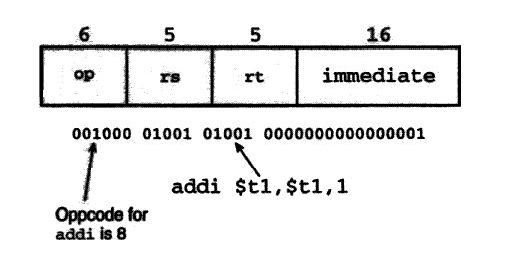 6 5 5 16
op rs rt immediate
001000 01001 01001 0000000000000001
addi $t1,$t1,1
Oppcode for
addi is 8